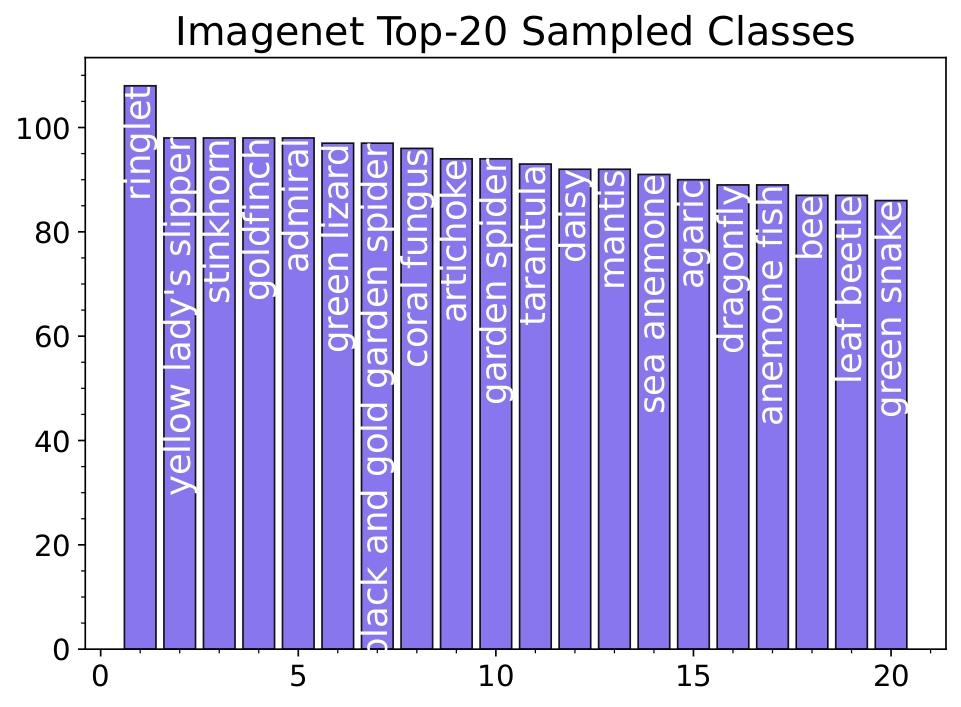 Imagenet Top-20 Sampled Classes
100
80
60
40
20
0
ringlet
yellow lady's slipper
stinkhorn
goldfinch
admiral
green lizard
black and gold garden spider
coral fungus
artichoke
garden spider
tarantula
daisy
mantis
sea anemone
agaric
dragonfly
anemone fish
bee
leaf beetle
green snake
0
5
10
15
20